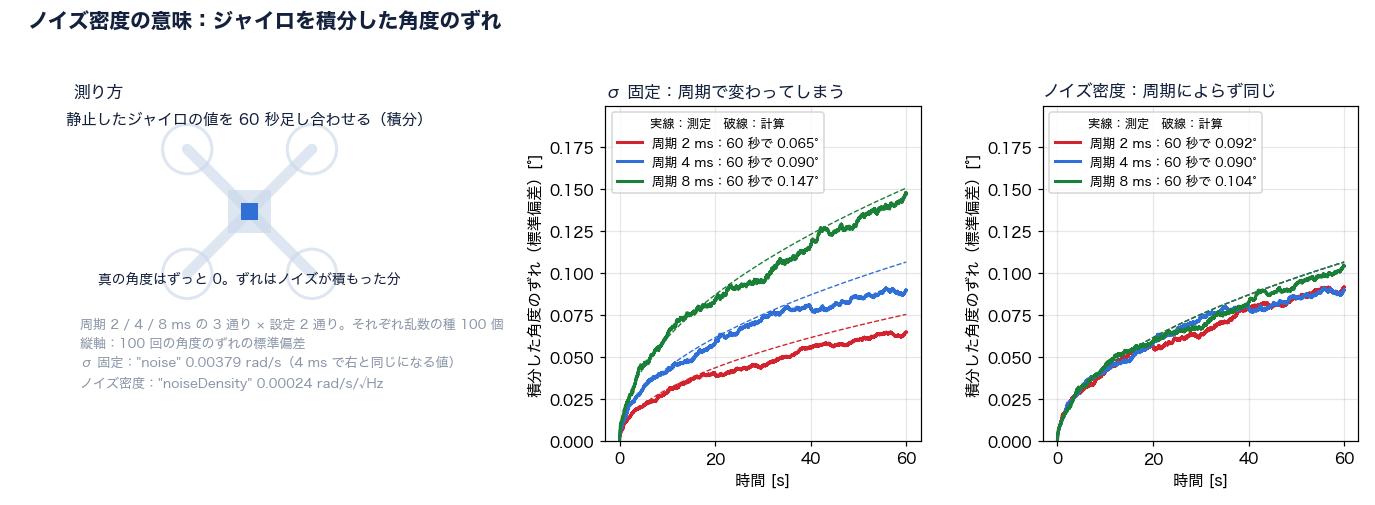 ノイズ密度の意味：ジャイロを積分した角度のずれ
測り方
静止したジャイロの値を 60 秒足し合わせる（積分）
真の角度はずっと 0。ずれはノイズが積もった分
周期 2 / 4 / 8 ms の 3 通り × 設定 2 通り。それぞれ乱数の種 100 個
縦軸：100 回の角度のずれの標準偏差
σ 固定："noise" 0.00379 rad/s（4 ms で右と同じになる値）
ノイズ密度："noiseDensity" 0.00024 rad/s/√Hz
σ 固定：周期で変わってしまう
実線：測定　破線：計算
周期 2 ms：60 秒で 0.065°
周期 4 ms：60 秒で 0.090°
周期 8 ms：60 秒で 0.147°
積分した角度のずれ（標準偏差） [°]
0.175
0.150
0.125
0.100
0.075
0.050
0.025
0.000
0 20 40 60
時間 [s]
ノイズ密度：周期によらず同じ
実線：測定　破線：計算
周期 2 ms：60 秒で 0.092°
周期 4 ms：60 秒で 0.090°
周期 8 ms：60 秒で 0.104°
積分した角度のずれ（標準偏差） [°]
0.175
0.150
0.125
0.100
0.075
0.050
0.025
0.000
0 20 40 60
時間 [s]